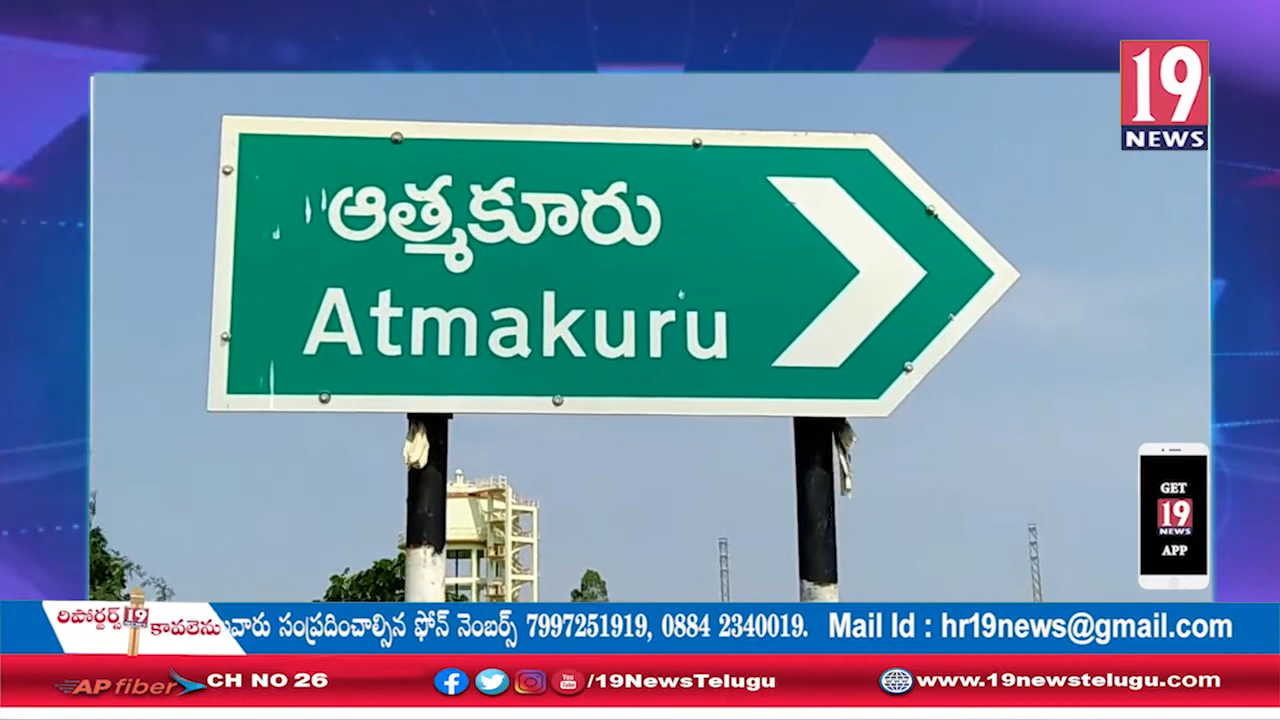 19
NEWS
ఆత్మకూరు
Atmakuru
GET
19
NEWS
APP
రిపోర్టర్స్ కావలెను
వారు సంప్రదించాల్సిన ఫోన్ నెంబర్స్ 7997251919, 0884 2340019. Mail Id : hr19news@gmail.com
AP fiber CH NO 26 /19NewsTelugu www.19newstelugu.com